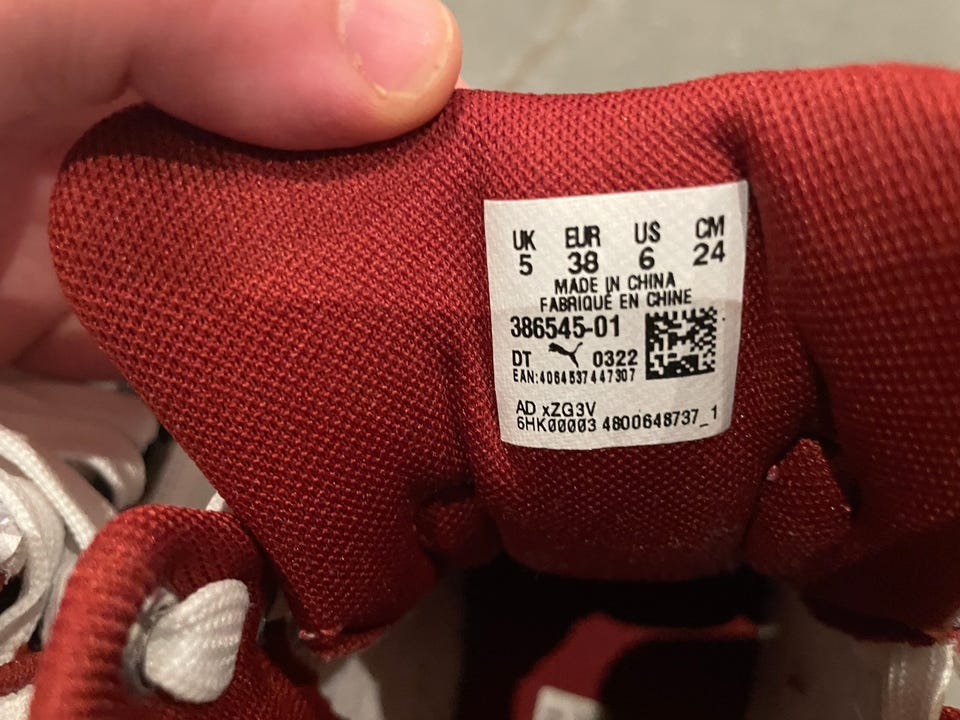 UK EUR US CM
5 38 6 24
MADE IN CHINA
FABRIQUÉ EN CHINE
386545-01
DT 0322
EAN:4064537447307
AD xZG3V
6HK00003 4800648737_1